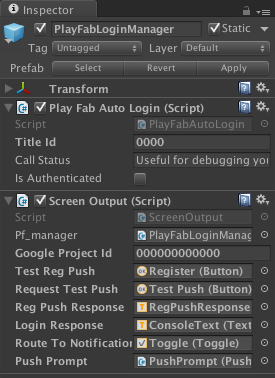 Inspector
PlayFabLoginManager Static
Tag Untagged Layer Default
Prefab Select Revert Apply
Transform
Play Fab Auto Login (Script)
Script PlayFabAutoLogin
Title Id 0000
Call Status Useful for debugging you
Is Authenticated
Screen Output (Script)
Script ScreenOutput
Pf_manager PlayFabLoginManag
Google Project Id 000000000000
Test Reg Push Register (Button)
Request Test Push Test Push (Button)
Reg Push Response RegPushResponse
Login Response ConsoleText (Text
Route To Notification Toggle (Toggle)
Push Prompt PushPrompt (Push